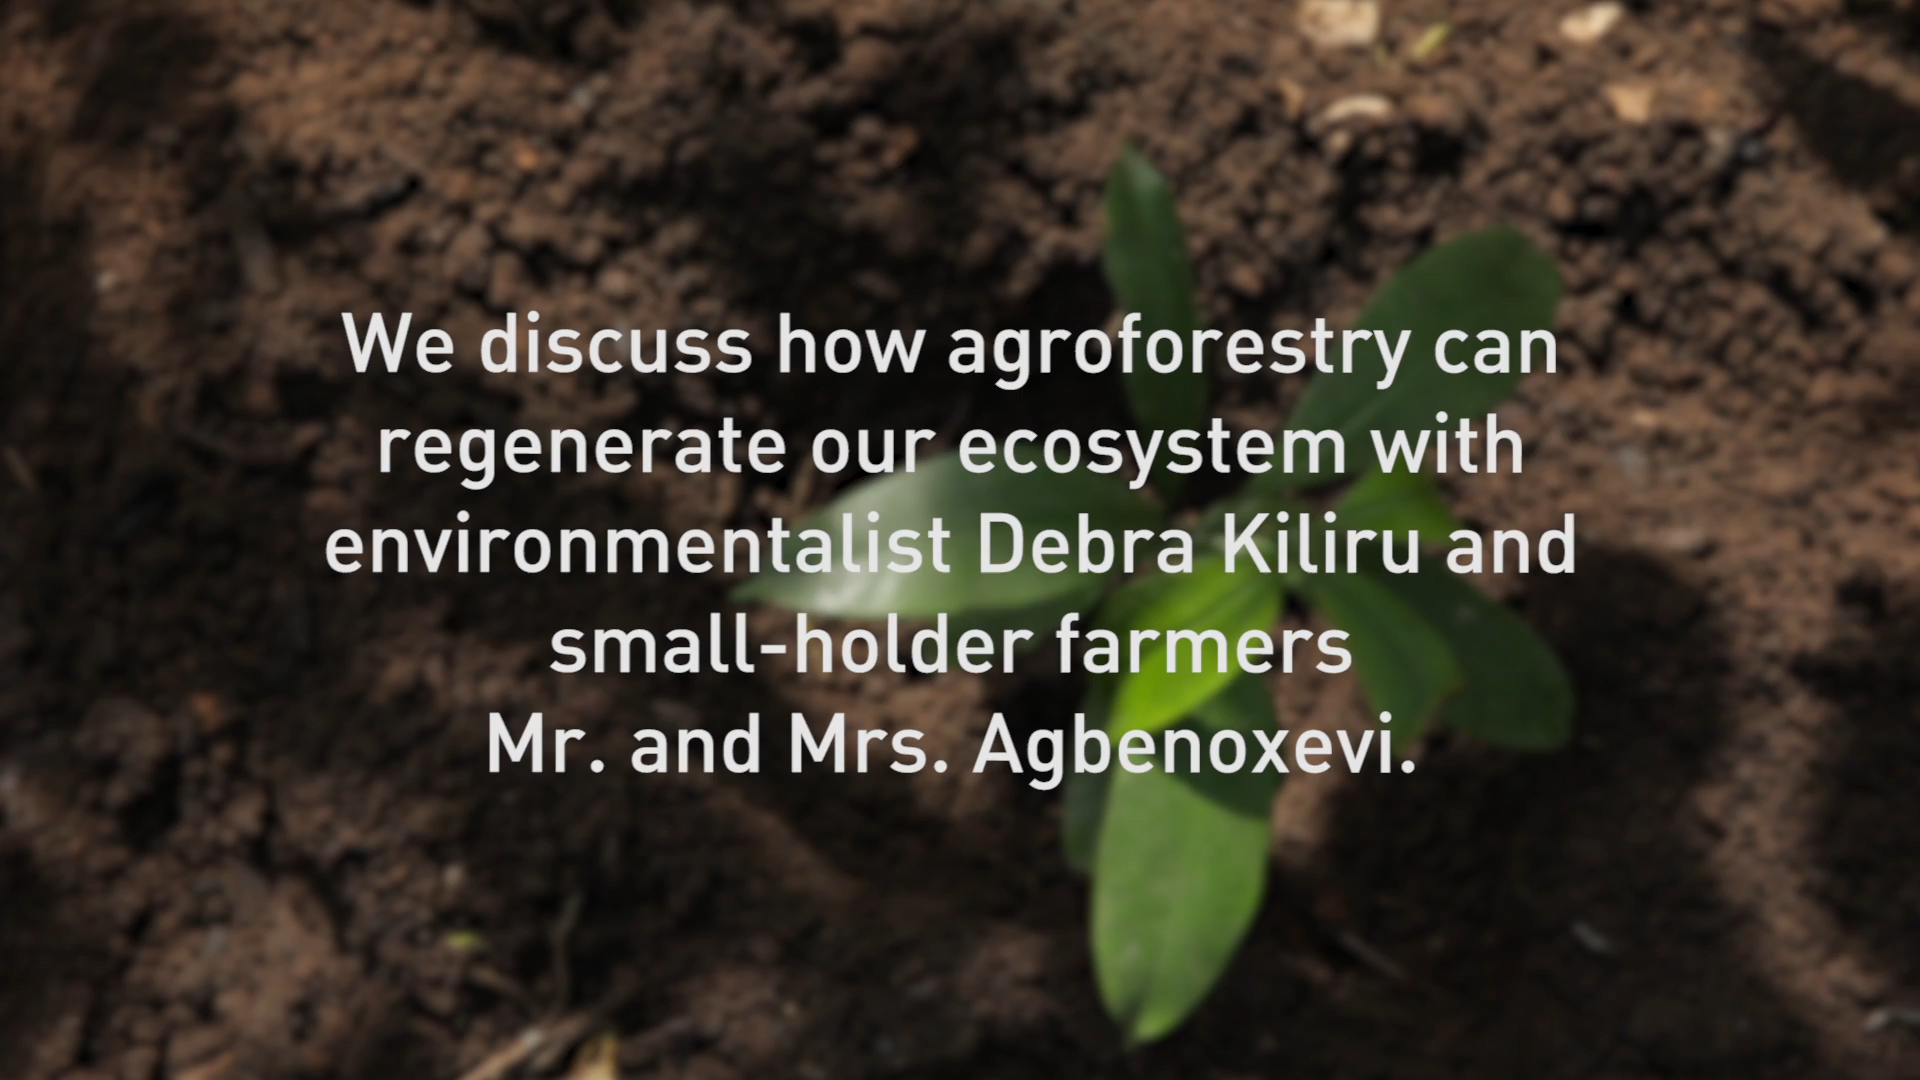 We discuss how agroforestry can
regenerate our ecosystem with
environmentalist Debra Kiliru and
small-holder farmers
Mr. and Mrs. Agbenoxevi.